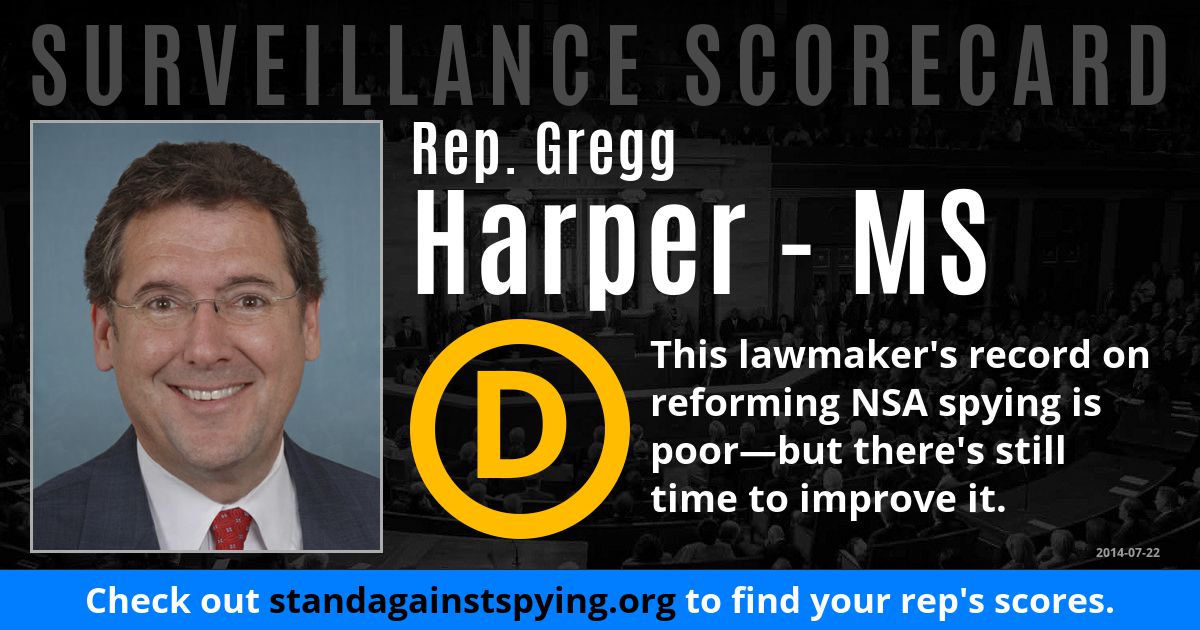 SURVEILLANCE SCORECARD
Rep. Gregg
Harper - MS
D
This lawmaker's record on
reforming NSA spying is
poor—but there's still
time to improve it.
2014-07-22
Check out standagainstspying.org to find your rep's scores.